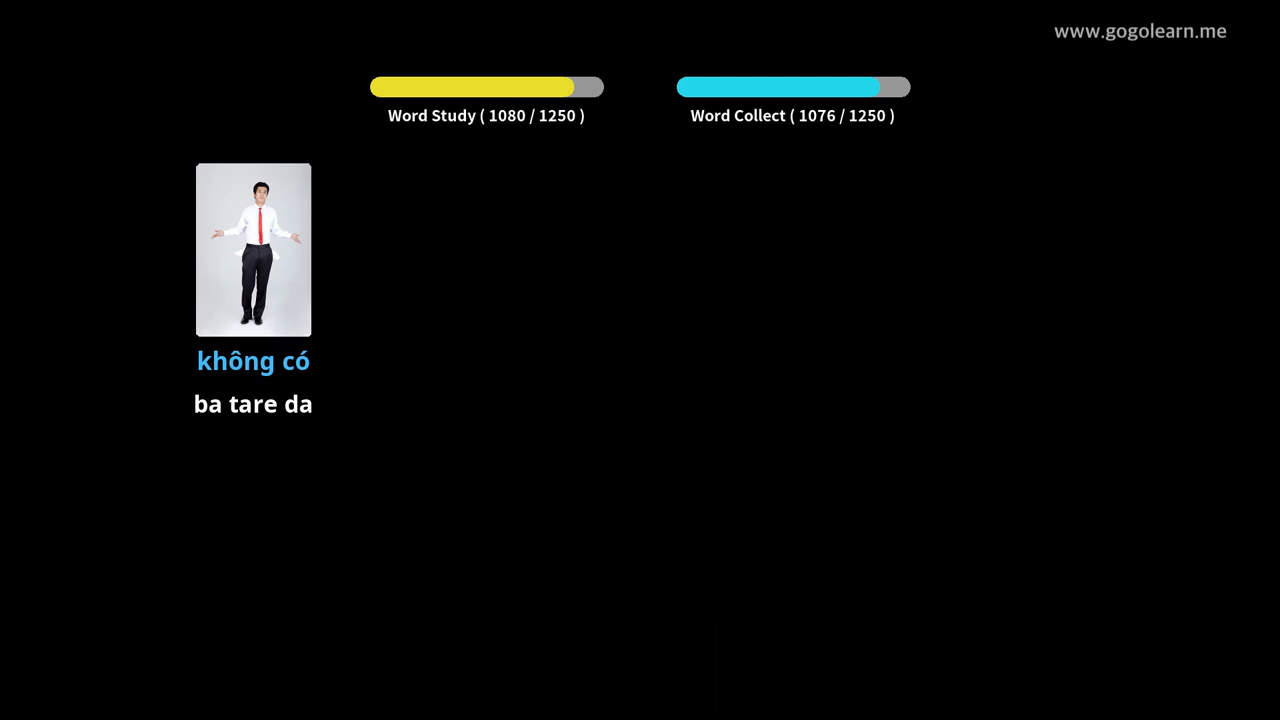 www.gogolearn.me
Word Study ( 1080 / 1250 )
Word Collect ( 1076 / 1250 )
không có
ba tare da